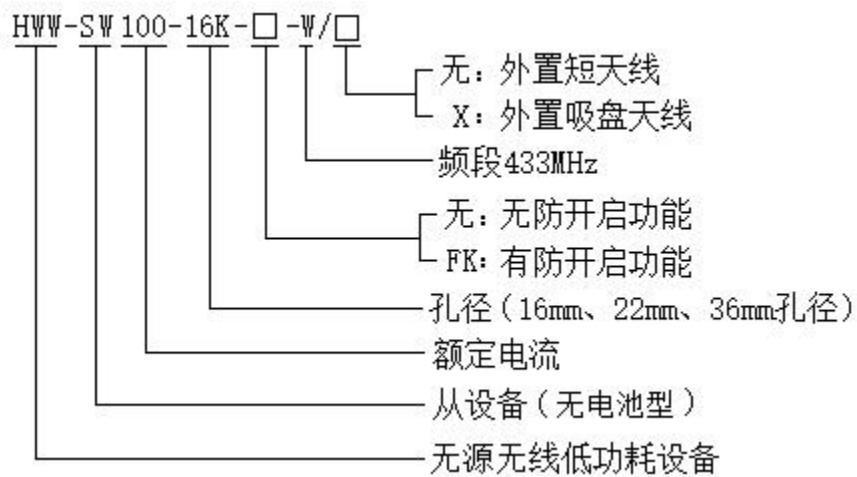 HWW-SW100-16K-□-W/□
无：外置短天线
X：外置吸盘天线
频段433MHz
无：无防开启功能
FK：有防开启功能
孔径（16mm、22mm、36mm孔径）
额定电流
从设备（无电池型）
无源无线低功耗设备